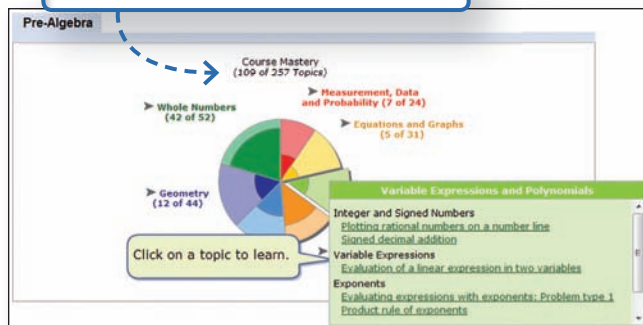 Pre-Algebra
Course Mastery
(109 of 257 Topics)
Measurement, Data
and Probability (7 of 24)
Whole Numbers
(42 of 52)
Equations and Graphs
(5 of 31)
Geometry
(12 of 44)
Variable Expressions and Polynomials
Integer and Signed Numbers
Plotting rational numbers on a number line
Signed decimal addition
Variable Expressions
Evaluation of a linear expression in two variables
Exponents
Evaluating expressions with exponents: Problem type 1
Product rule of exponents
Click on a topic to learn.